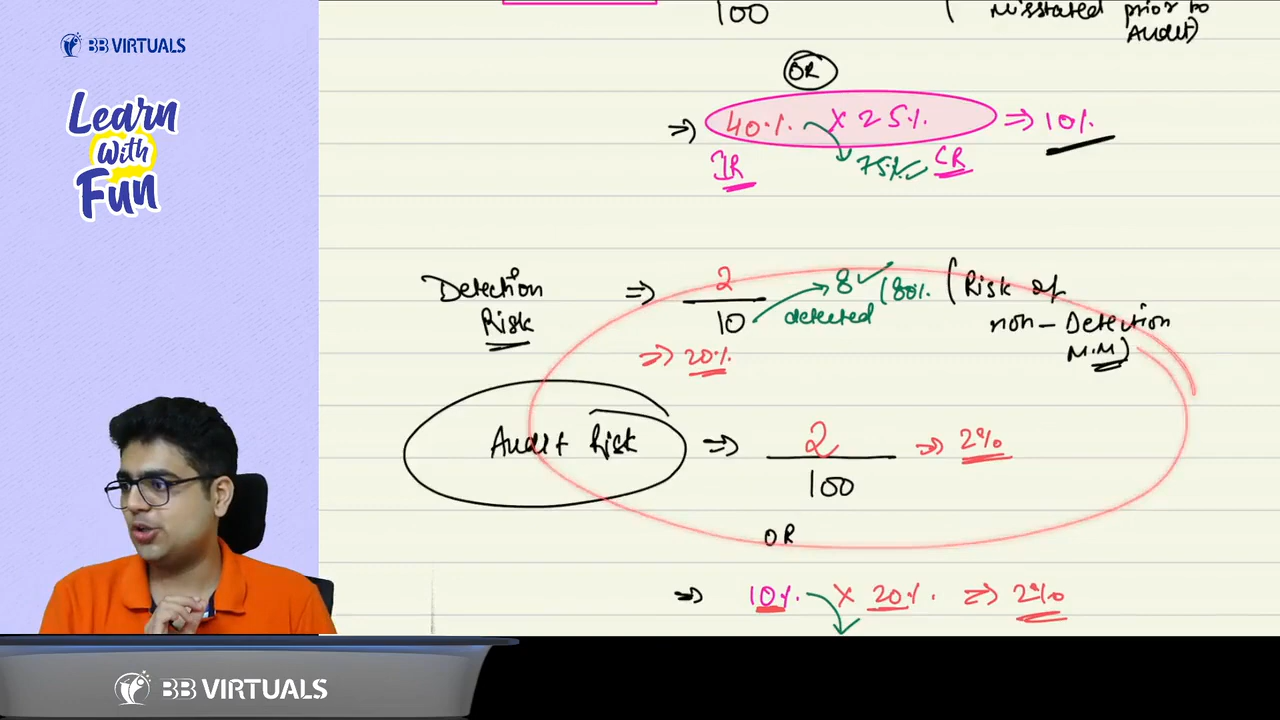 BB VIRTUALS
Learn
With
Fun
100
( Misstated prior to
Audit)
OR
⇒ 40% × 25% ⇒ 10%
IR 75% ✓ CR
Detection
Risk
⇒ 2
10
8 ✓ (80%
detected
(Risk of
non-Detection
M.M)
⇒ 20%
Audit Risk ⇒ 2
100
⇒ 2%
OR
⇒ 10% × 20% ⇒ 2%
BB VIRTUALS